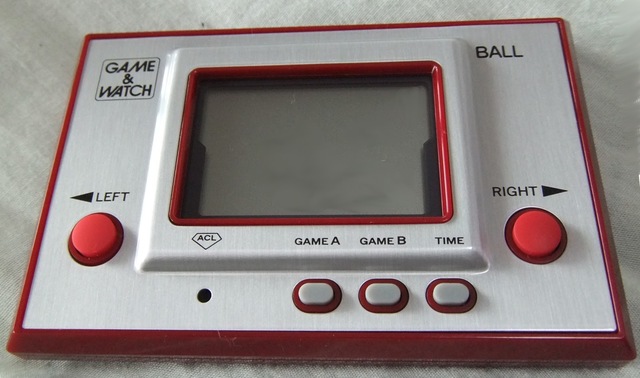 GAME
&
WATCH
BALL
◀ LEFT
RIGHT ▶
ACL
GAME A
GAME B
TIME